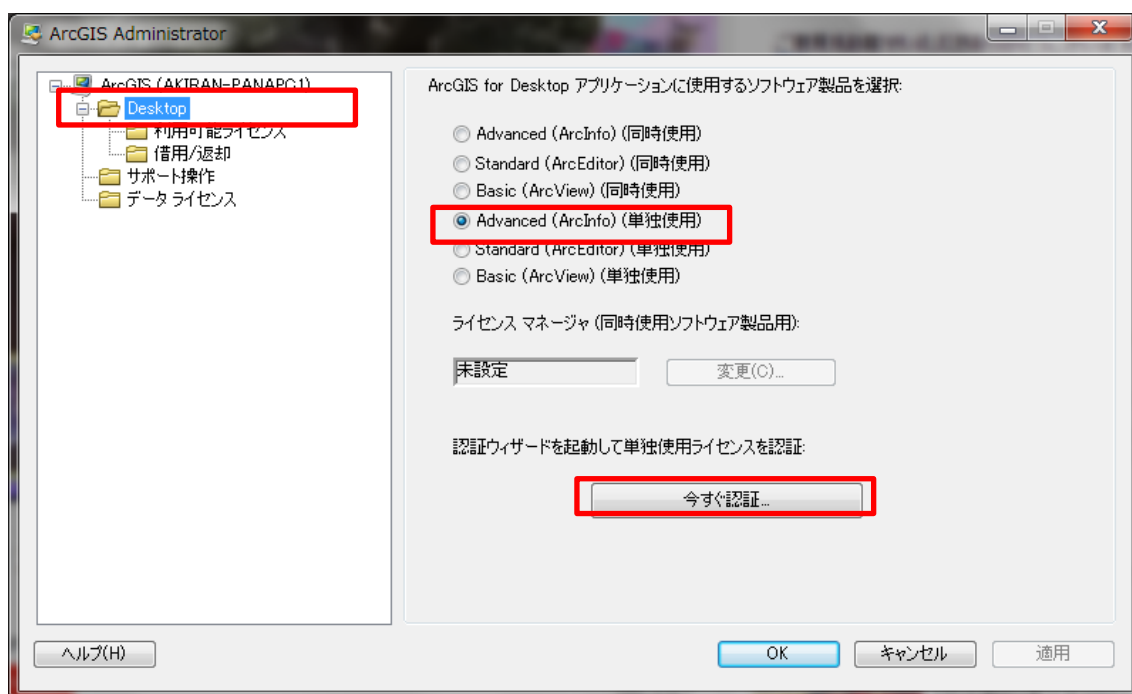 ArcGIS Administrator
ArcGIS (AKIRAN-PANAPC1)
Desktop
利用可能ライセンス
借用/返却
サポート操作
データ ライセンス
ArcGIS for Desktop アプリケーションに使用するソフトウェア製品を選択:
Advanced (ArcInfo) (同時使用)
Standard (ArcEditor) (同時使用)
Basic (ArcView) (同時使用)
Advanced (ArcInfo) (単独使用)
Standard (ArcEditor) (単独使用)
Basic (ArcView) (単独使用)
ライセンス マネージャ (同時使用ソフトウェア製品用):
未設定
変更(C)...
認証ウィザードを起動して単独使用ライセンスを認証:
今すぐ認証...
ヘルプ(H)
OK
キャンセル
適用